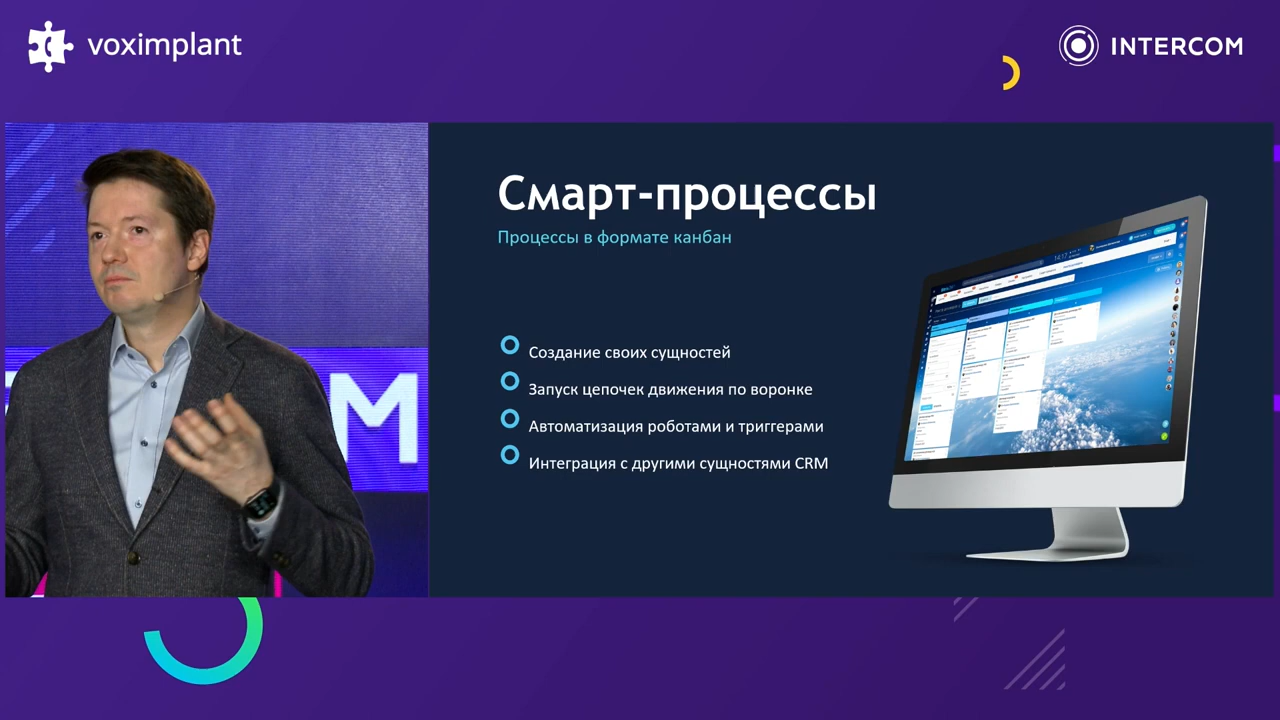 voximplant
INTERCOM
M
Смарт-процессы
Процессы в формате канбан
Создание своих сущностей
Запуск цепочек движения по воронке
Автоматизация роботами и триггерами
Интеграция с другими сущностями CRM